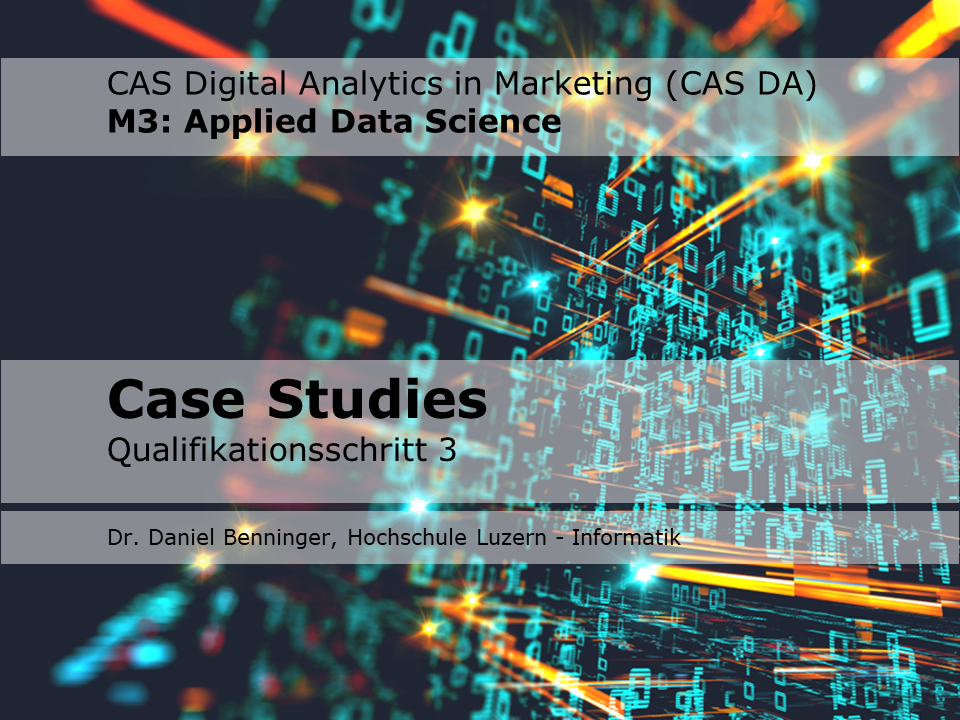 CAS Digital Analytics in Marketing (CAS DA)
M3: Applied Data Science
Case Studies
Qualifikationsschritt 3
Dr. Daniel Benninger, Hochschule Luzern - Informatik